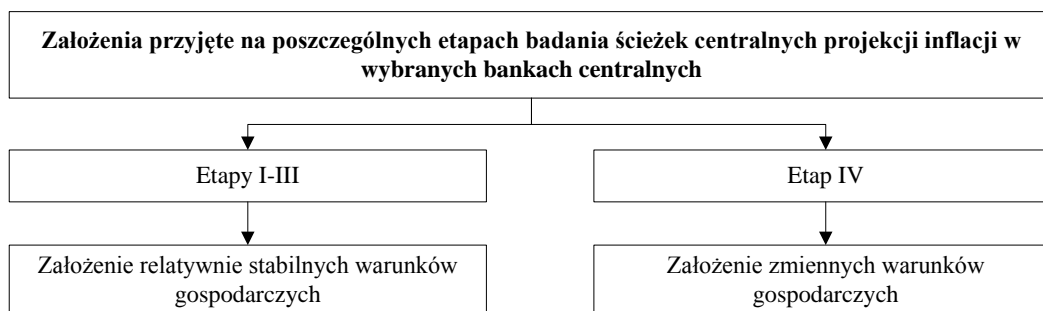 Założenia przyjęte na poszczególnych etapach badania ścieżek centralnych projekcji inflacji w
wybranych bankach centralnych
Etapy I-III
Etap IV
Założenie relatywnie stabilnych warunków
gospodarczych
Założenie zmiennych warunków
gospodarczych